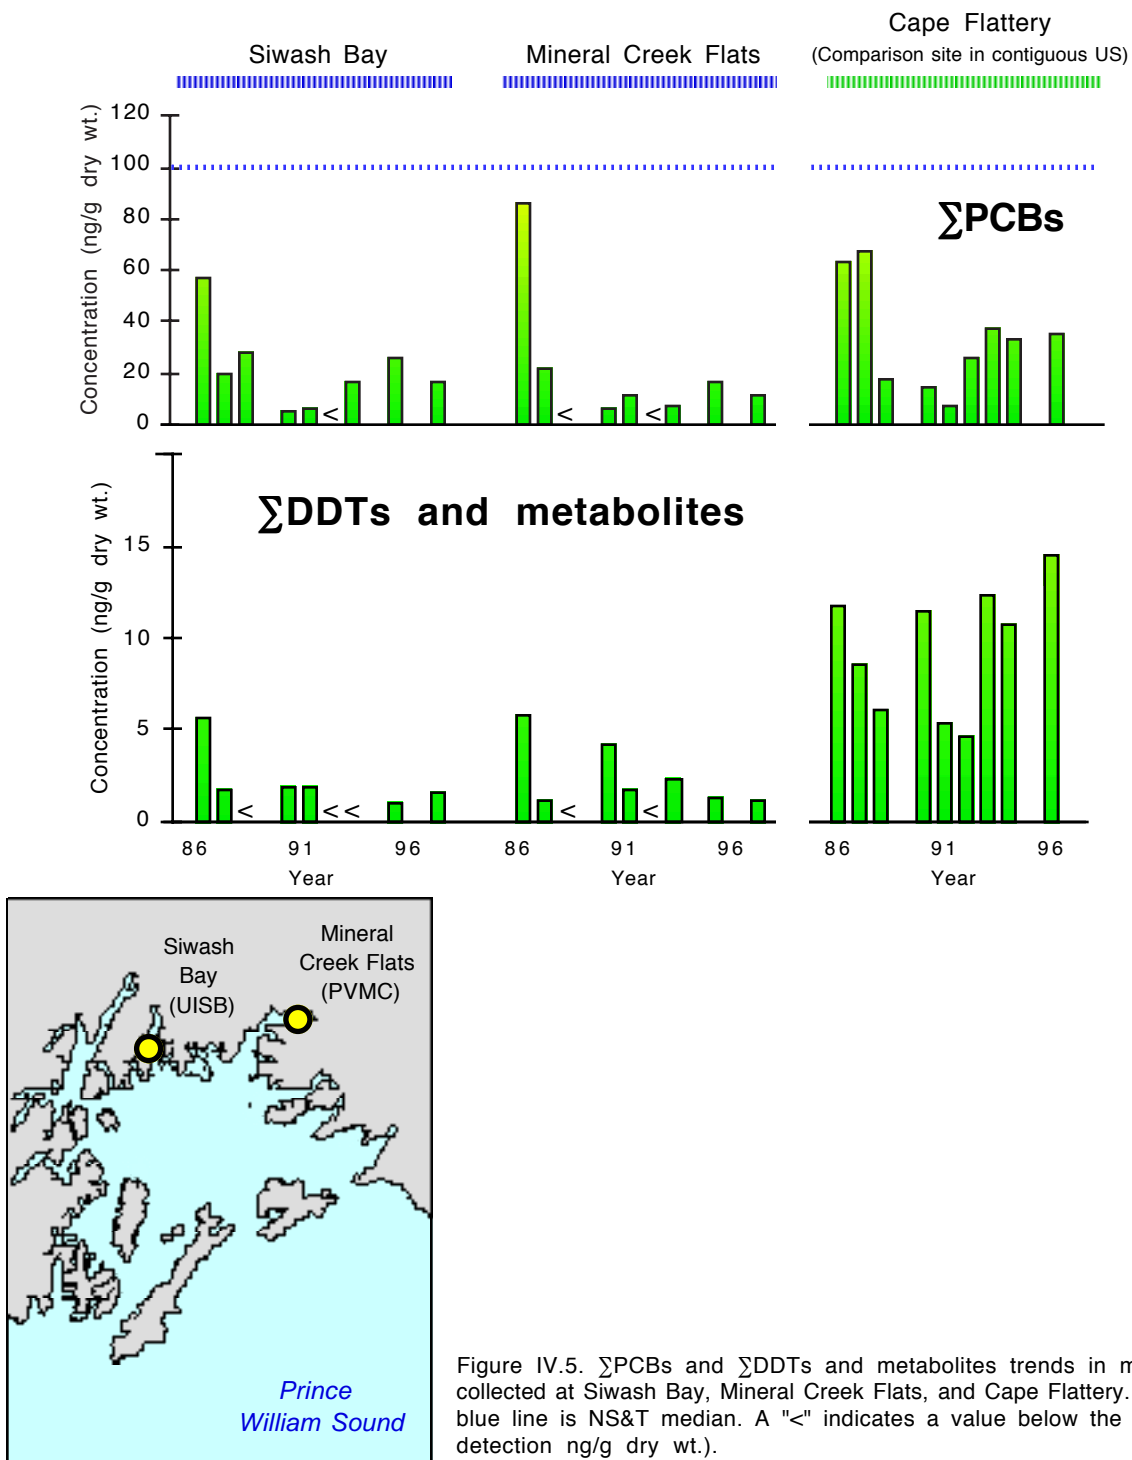 Cape Flattery
Siwash Bay
Mineral Creek Flats
(Comparison site in contiguous US)
Concentration (ng/g dry wt.)
120
100
80
60
40
20
0
∑PCBs
<
<
<
Concentration (ng/g dry wt.)
15
10
5
0
∑DDTs and metabolites
<
< <
<
<
86 91 96
86 91 96
86 91 96
Year
Year
Year
Siwash
Bay
(UISB)
Mineral
Creek Flats
(PVMC)
Prince
William Sound
Figure IV.5. ∑PCBs and ∑DDTs and metabolites trends in
collected at Siwash Bay, Mineral Creek Flats, and Cape Flattery.
blue line is NS&T median. A "<" indicates a value below the
detection ng/g dry wt.).